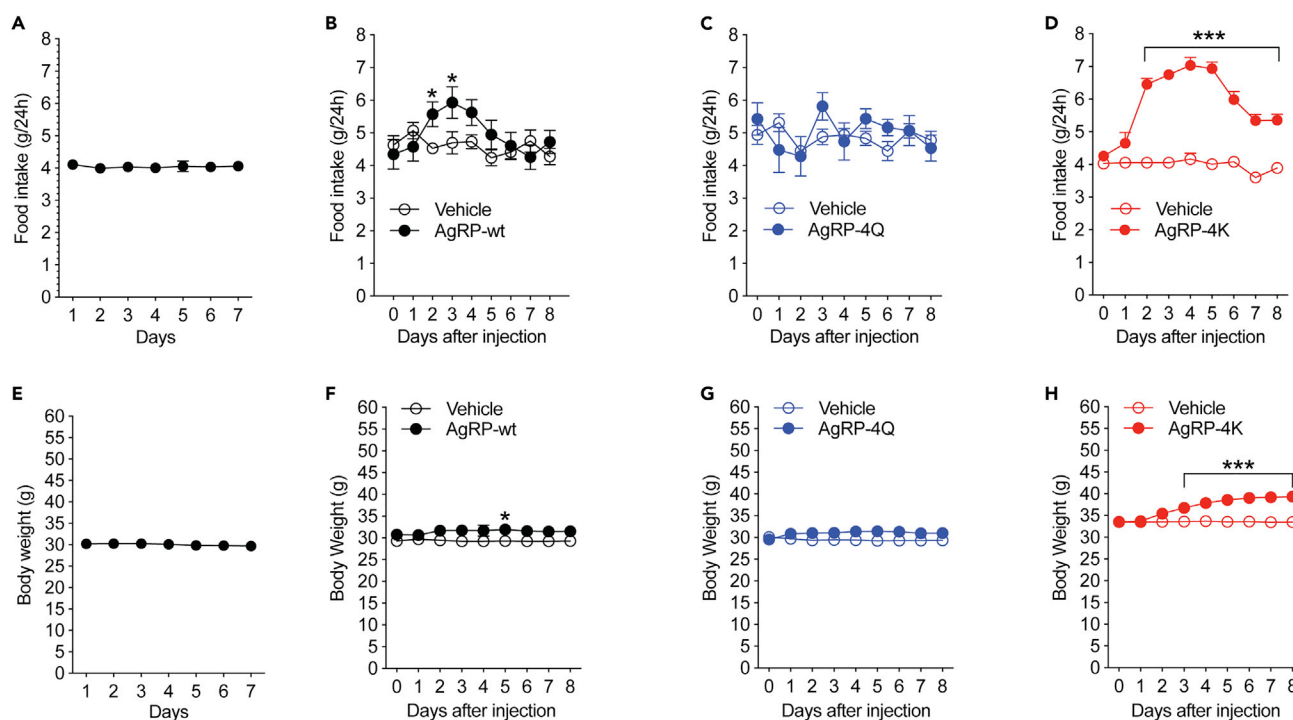 A
Food intake (g/24h)
8
7
6
5
4
3
2
1
0
1 2 3 4 5 6 7
Days
B
Food intake (g/24h)
8
7
6
5
4
3
2
1
0
* *
Vehicle
AgRP-wt
0 1 2 3 4 5 6 7 8
Days after injection
C
Food intake (g/24h)
8
7
6
5
4
3
2
1
0
Vehicle
AgRP-4Q
0 1 2 3 4 5 6 7 8
Days after injection
D
Food intake (g/24h)
8
7
6
5
4
3
2
1
0
***
Vehicle
AgRP-4K
0 1 2 3 4 5 6 7 8
Days after injection
E
Body weight (g)
60
55
50
45
40
35
30
25
20
15
10
5
0
1 2 3 4 5 6 7
Days
F
Body Weight (g)
60
55
50
45
40
35
30
25
20
15
10
5
0
Vehicle
AgRP-wt
*
0 1 2 3 4 5 6 7 8
Days after injection
G
Body Weight (g)
60
55
50
45
40
35
30
25
20
15
10
5
0
Vehicle
AgRP-4Q
0 1 2 3 4 5 6 7 8
Days after injection
H
Body Weight (g)
60
55
50
45
40
35
30
25
20
15
10
5
0
Vehicle
AgRP-4K
***
0 1 2 3 4 5 6 7 8
Days after injection